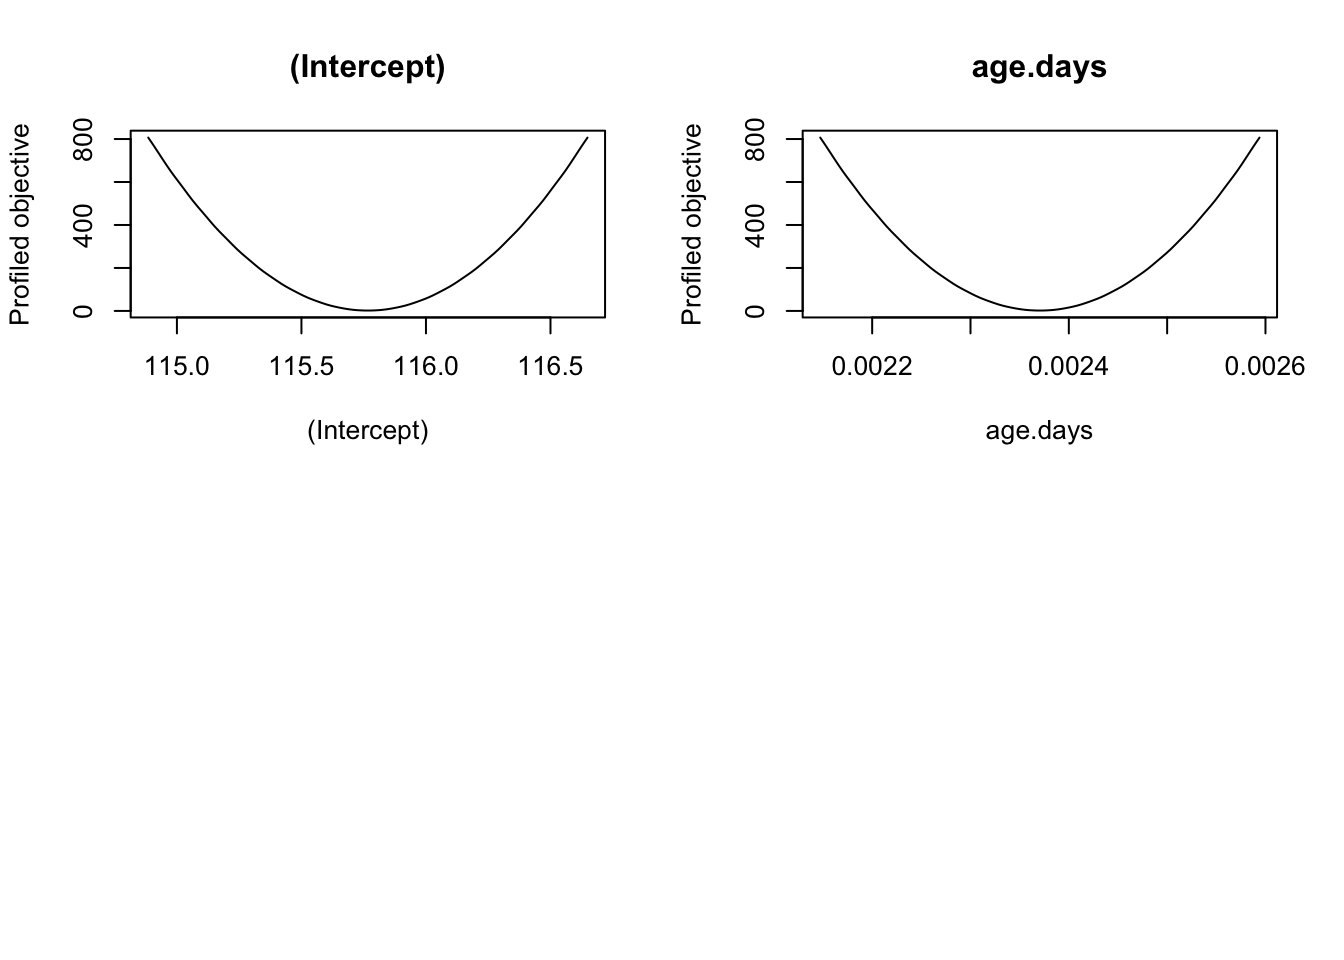 (Intercept)
Profiled objective
0 400 800
115.0 115.5 116.0 116.5
(Intercept)
age.days
Profiled objective
0 400 800
0.0022 0.0024 0.0026
age.days